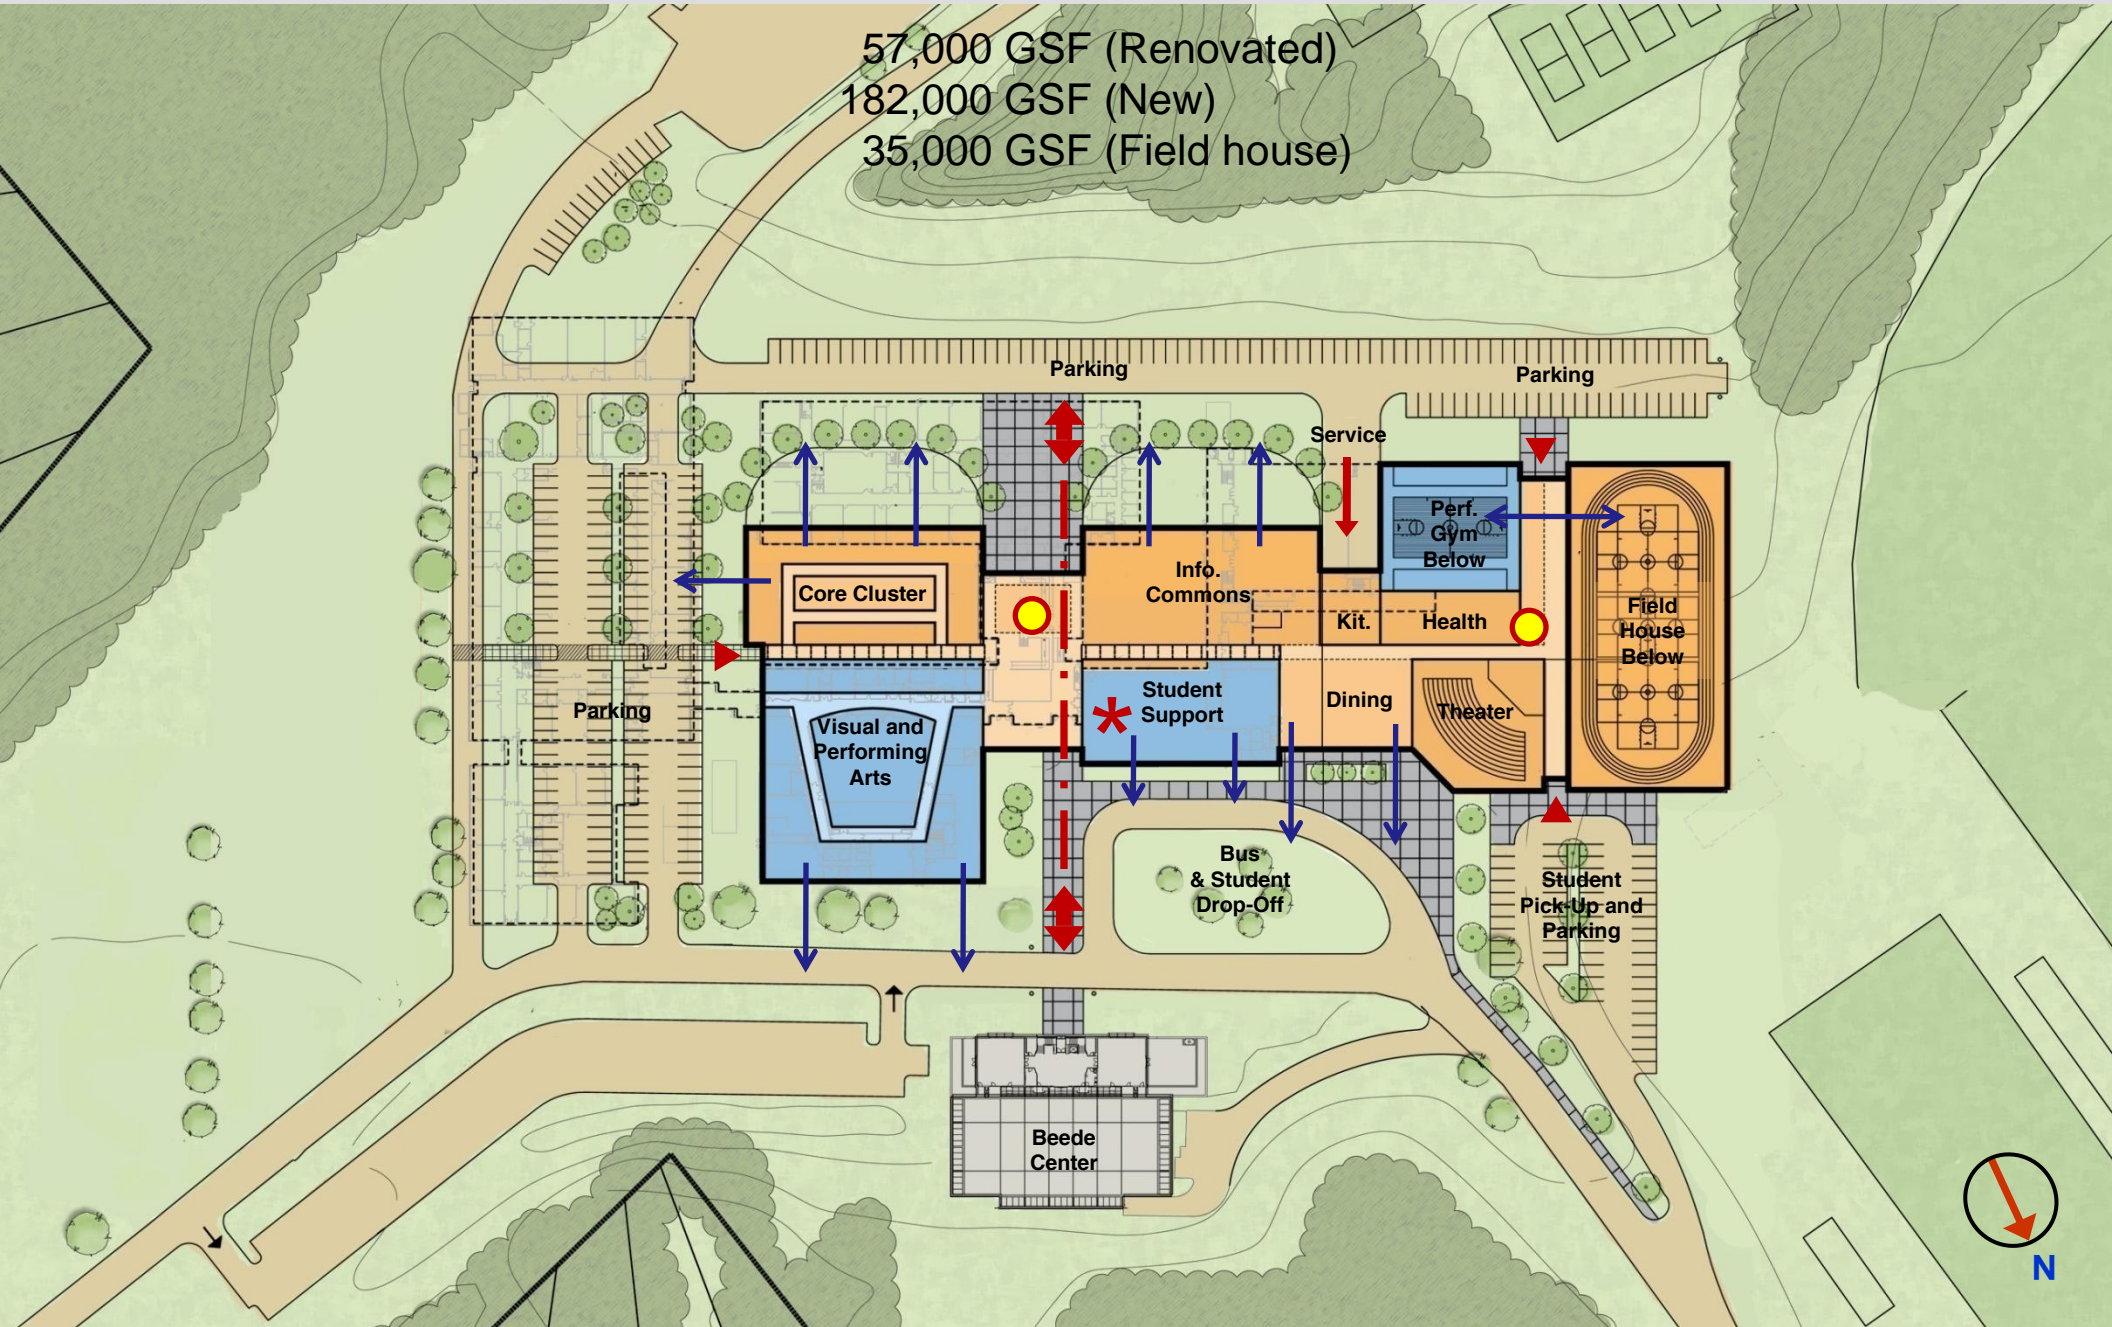 57,000 GSF (Renovated)
182,000 GSF (New)
35,000 GSF (Field house)
Parking
Parking
Service
Perf.
Gym
Below
Info.
Commons
Core Cluster
Kit.
Health
Field
House
Below
Student
Support
*
Dining
Theater
Parking
Visual and
Performing
Arts
Bus
& Student
Drop-Off
Student
Pick-Up and
Parking
Beede
Center
N